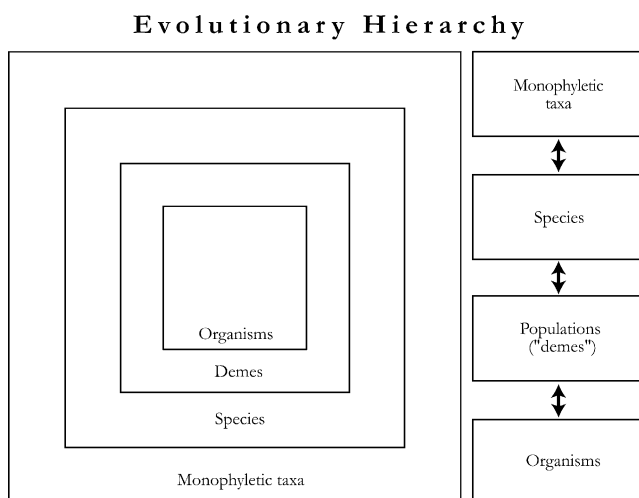 Evolutionary Hierarchy
Organisms
Demes
Species
Monophyletic taxa
Monophyletic
taxa
Species
Populations
("demes")
Organisms